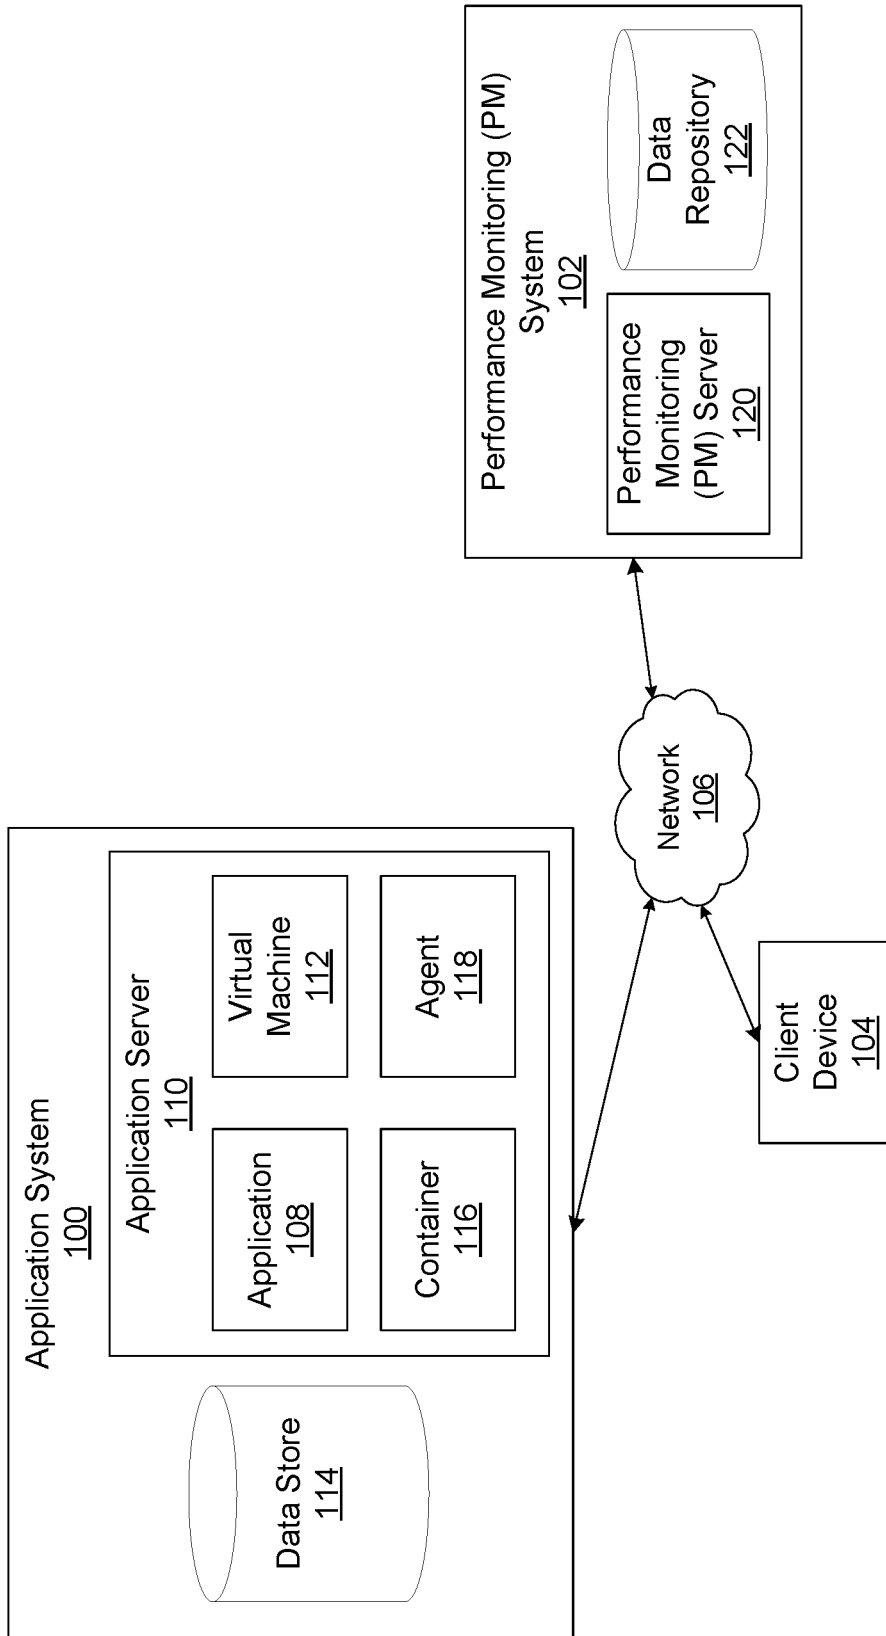 Application System
100
Data Store
114
Application Server
110
Application
108
Virtual
Machine
112
Container
116
Agent
118
Client
Device
104
Network
106
Performance Monitoring (PM)
System
102
Performance
Monitoring
(PM) Server
120
Data
Repository
122